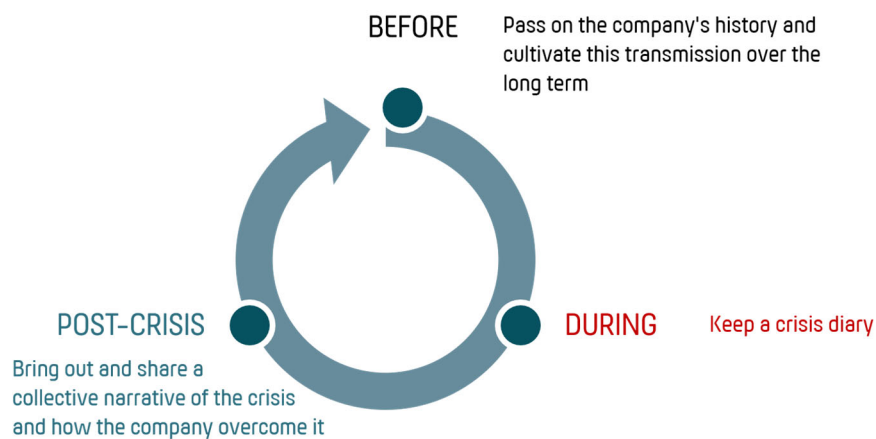 BEFORE
Pass on the company's history and
cultivate this transmission over the
long term
DURING
Keep a crisis diary
POST-CRISIS
Bring out and share a
collective narrative of the crisis
and how the company overcome it